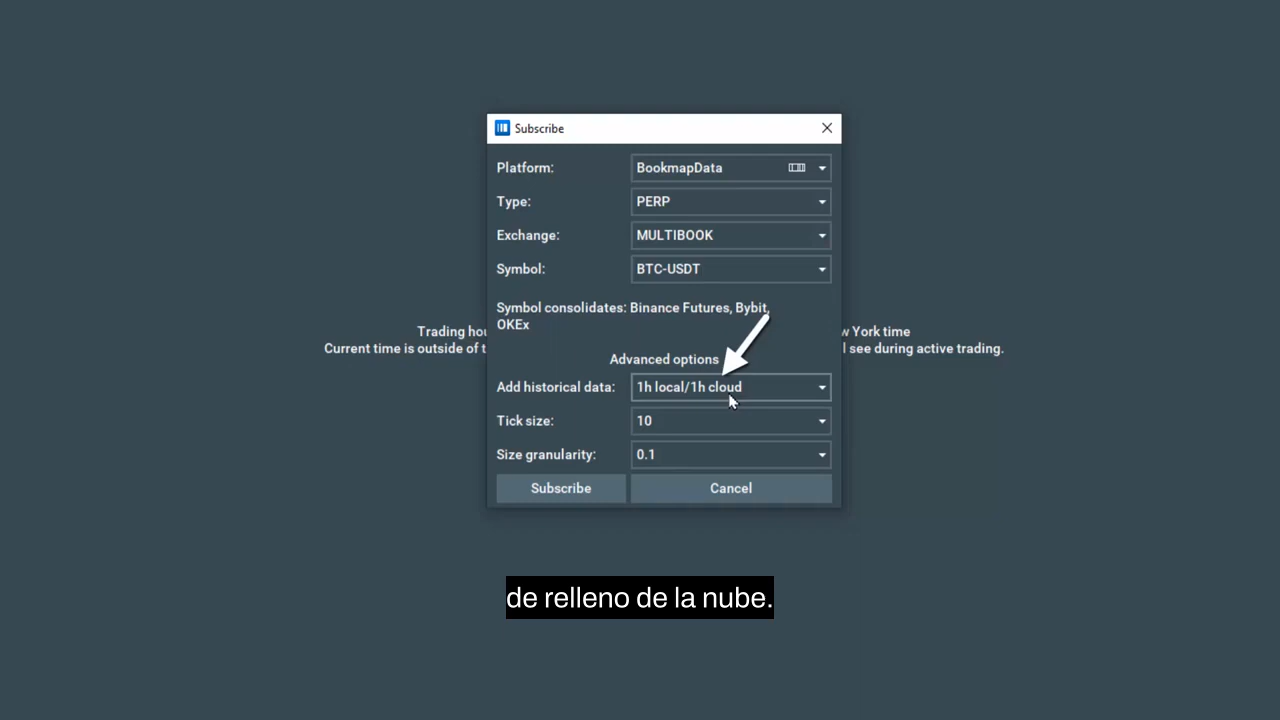 Subscribe
Platform: BookmapData
Type: PERP
Exchange: MULTIBOOK
Symbol: BTC-USDT
Symbol consolidates: Binance Futures, Bybit,
OKEx
Trading
w York time
Current time is outside of t
l see during active trading.
Advanced options
Add historical data: 1h local/1h cloud
Tick size: 10
Size granularity: 0.1
Subscribe Cancel
de relleno de la nube.